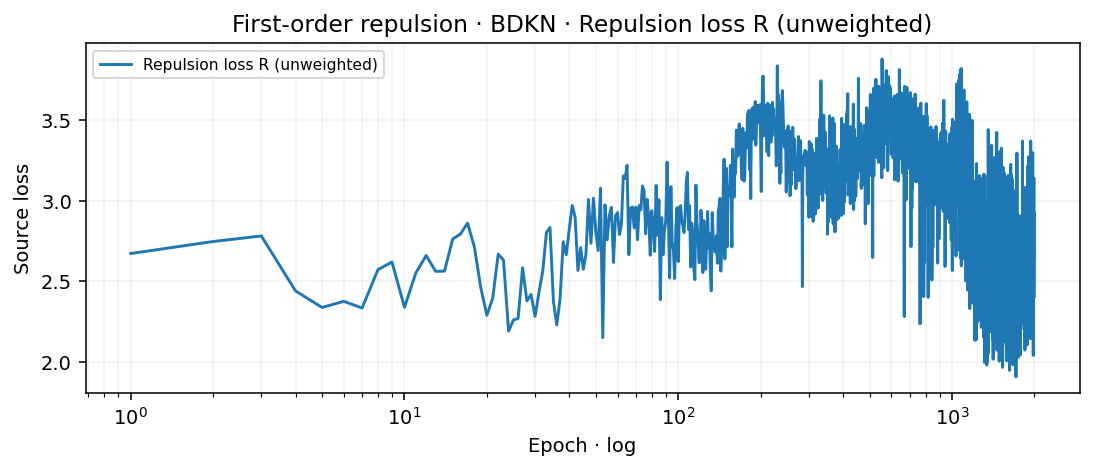 First-order repulsion · BDKN · Repulsion loss R (unweighted)
Repulsion loss R (unweighted)
Source loss
3.5
3.0
2.5
2.0
10⁰
10¹
10²
10³
Epoch · log